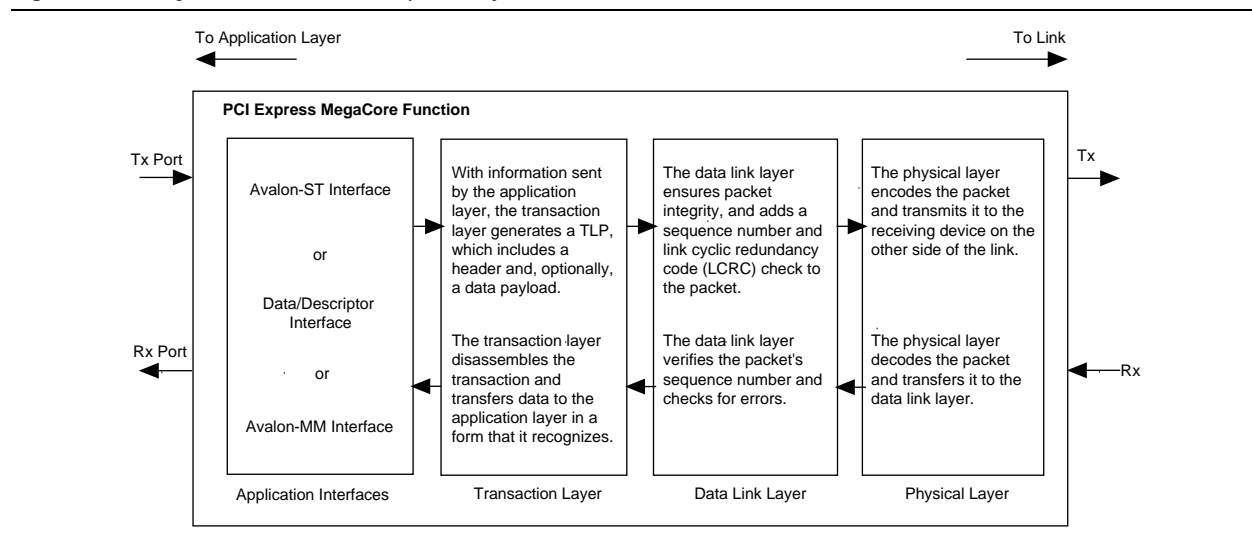 To Application Layer
To Link
PCI Express MegaCore Function
Tx Port
Rx Port
Avalon-ST Interface
or
Data/Descriptor
Interface
or
Avalon-MM Interface
Application Interfaces
With information sent
by the application
layer, the transaction
layer generates a TLP,
which includes a
header and, optionally,
a data payload.
The transaction layer
disassembles the
transaction and
transfers data to the
application layer in a
form that it recognizes.
Transaction Layer
The data link layer
ensures packet
integrity, and adds a
sequence number and
link cyclic redundancy
code (LCRC) check to
the packet.
The data link layer
verifies the packet's
sequence number and
checks for errors.
Data Link Layer
The physical layer
encodes the packet
and transmits it to the
receiving device on the
other side of the link.
The physical layer
decodes the packet
and transfers it to the
data link layer.
Physical Layer
Tx
Rx